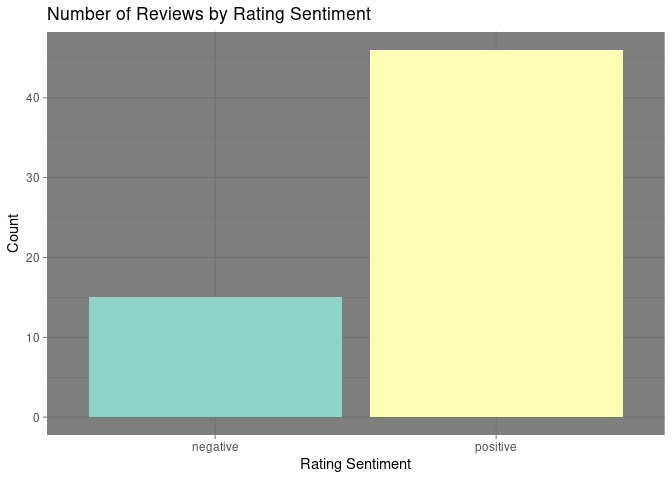 Number of Reviews by Rating Sentiment
Count
40
30
20
10
0
negative positive
Rating Sentiment